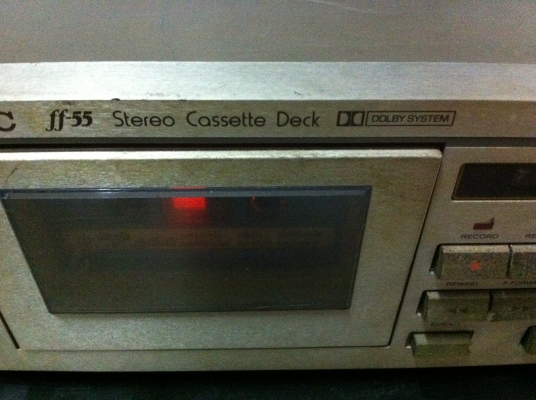 C ff-55 Stereo Cassette Deck DOLBY SYSTEM
RECORD
REWIND